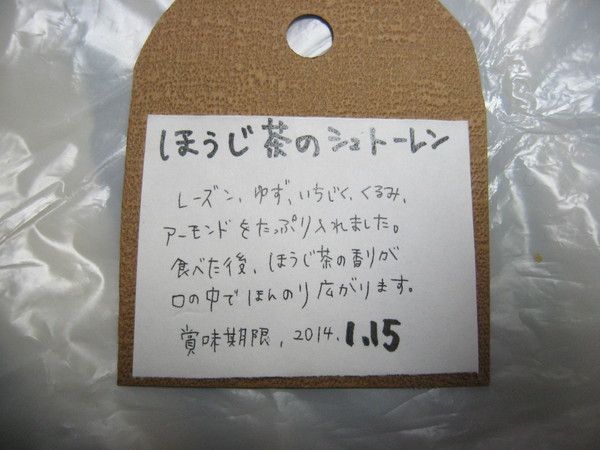 ほうじ茶のシュトーレン
レーズン、ゆず、いちじく、くるみ、
アーモンドをたっぷり入れました。
食べた後、ほうじ茶の香りが
口の中でほんのり広がります。
賞味期限、2014.1.15